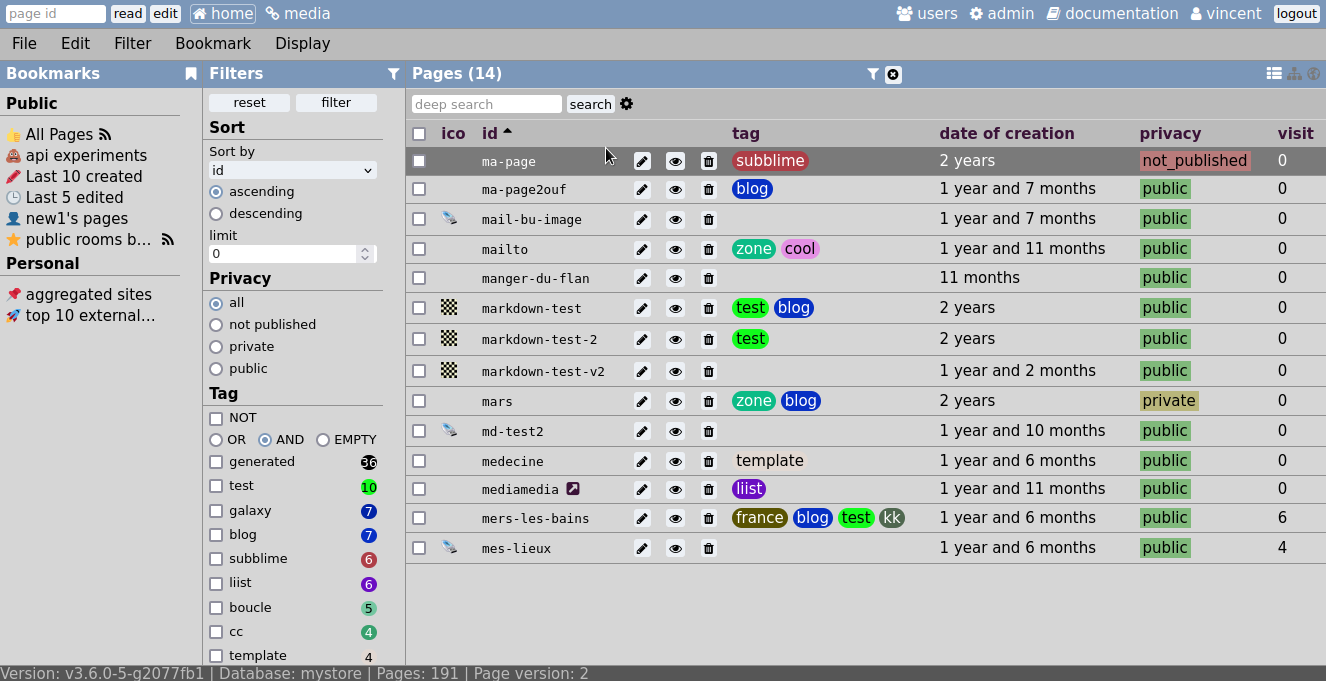 page id read edit home media users admin documentation vincent logout
File Edit Filter Bookmark Display
Bookmarks
Public
All Pages
api experiments
Last 10 created
Last 5 edited
new1's pages
public rooms b...
Personal
aggregated sites
top 10 external...
Filters
reset filter
Sort
Sort by
id
ascending
descending
limit
0
Privacy
all
not published
private
public
Tag
NOT
OR AND EMPTY
generated 36
test 10
galaxy 7
blog 7
subblime 6
liist 6
boucle 5
cc 4
template 4
Pages (14)
deep search search
ico id tag date of creation privacy visit
ma-page subblime 2 years not_published 0
ma-page2ouf blog 1 year and 7 months public 0
mail-bu-image 1 year and 7 months public 0
mailto zone cool 1 year and 11 months public 0
manger-du-flan 11 months public 0
markdown-test test blog 2 years public 0
markdown-test-2 test 2 years public 0
markdown-test-v2 1 year and 2 months public 0
mars zone blog 2 years private 0
md-test2 1 year and 10 months public 0
medecine template 1 year and 6 months public 0
mediamedia liist 1 year and 11 months public 0
mers-les-bains france blog test kk 1 year and 6 months public 6
mes-lieux 1 year and 6 months public 4
Version: v3.6.0-5-g2077fb1 | Database: mystore | Pages: 191 | Page version: 2